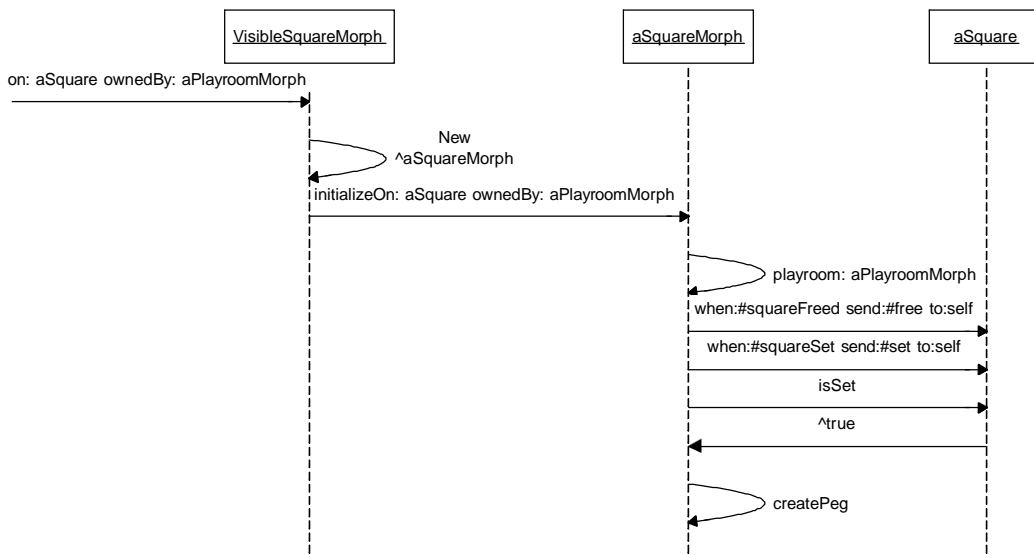 VisibleSquareMorph
aSquareMorph
aSquare
on: aSquare ownedBy: aPlayroomMorph
New
^aSquareMorph
initializeOn: aSquare ownedBy: aPlayroomMorph
playroom: aPlayroomMorph
when:#squareFreed send:#free to:self
when:#squareSet send:#set to:self
isSet
^true
createPeg